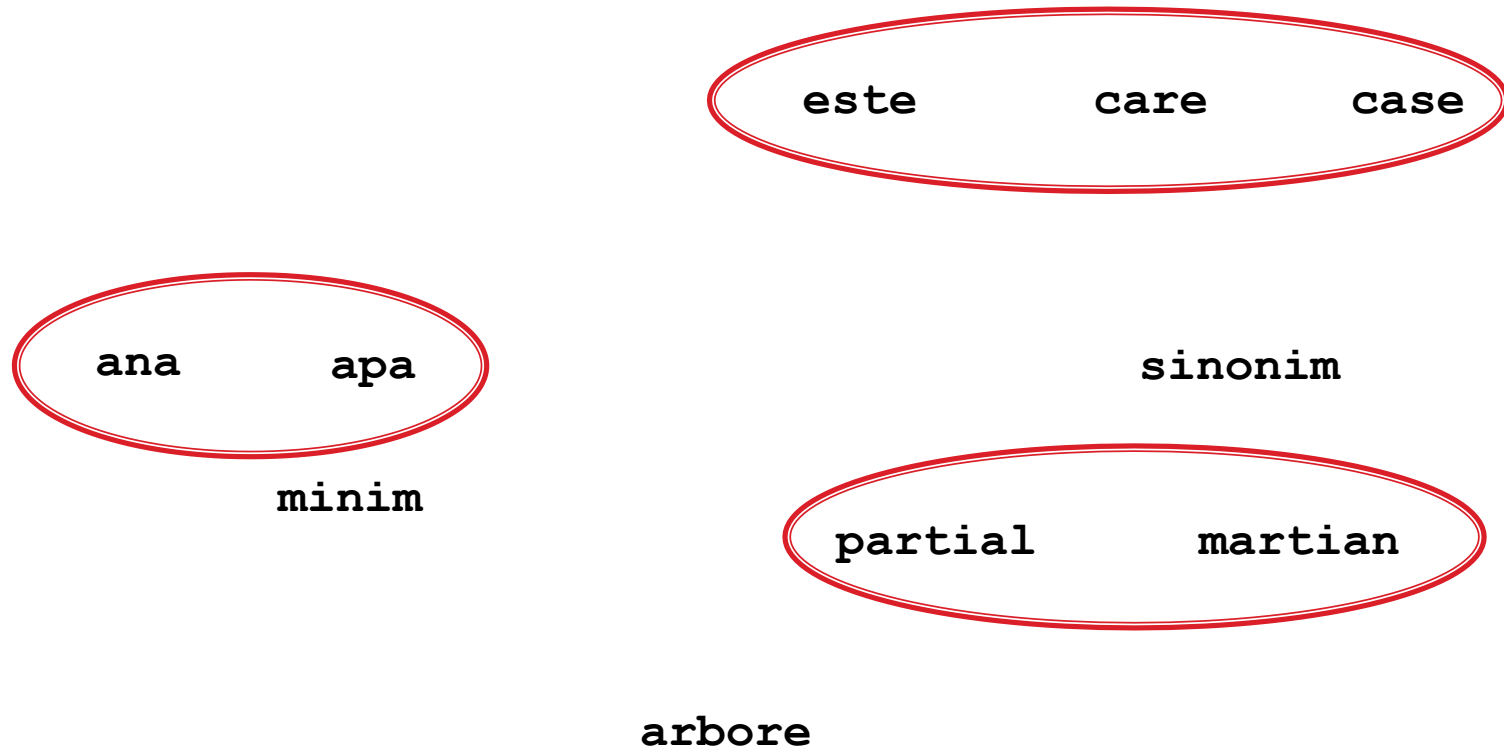 este care case
ana apa sinonim
minim
partial martian
arbore